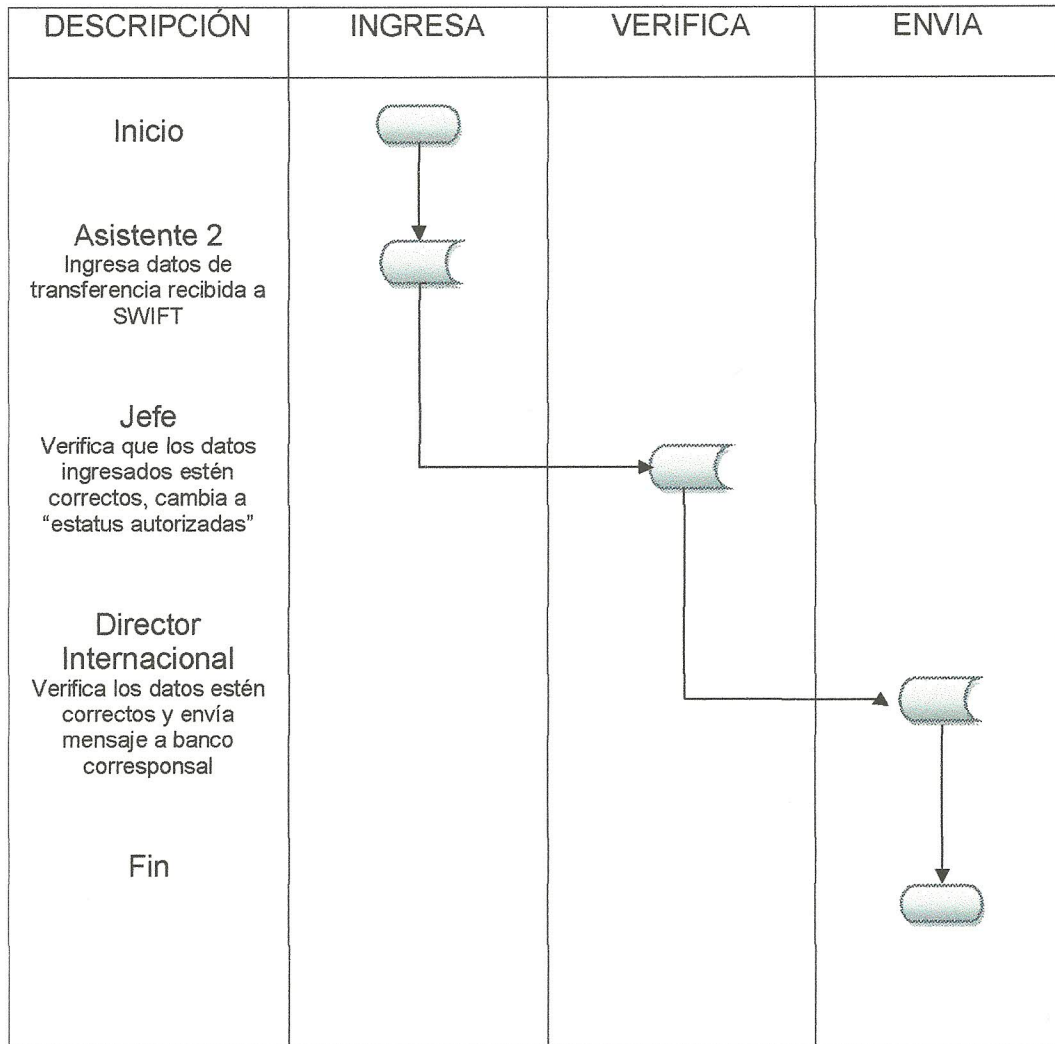 DESCRIPCIÓN
INGRESA
VERIFICA
ENVIA
Inicio
Asistente 2
Ingresa datos de
transferencia recibida a
SWIFT
Jefe
Verifica que los datos
ingresados estén
correctos, cambia a
“estatus autorizadas”
Director
Internacional
Verifica los datos estén
correctos y envía
mensaje a banco
corresponsal
Fin